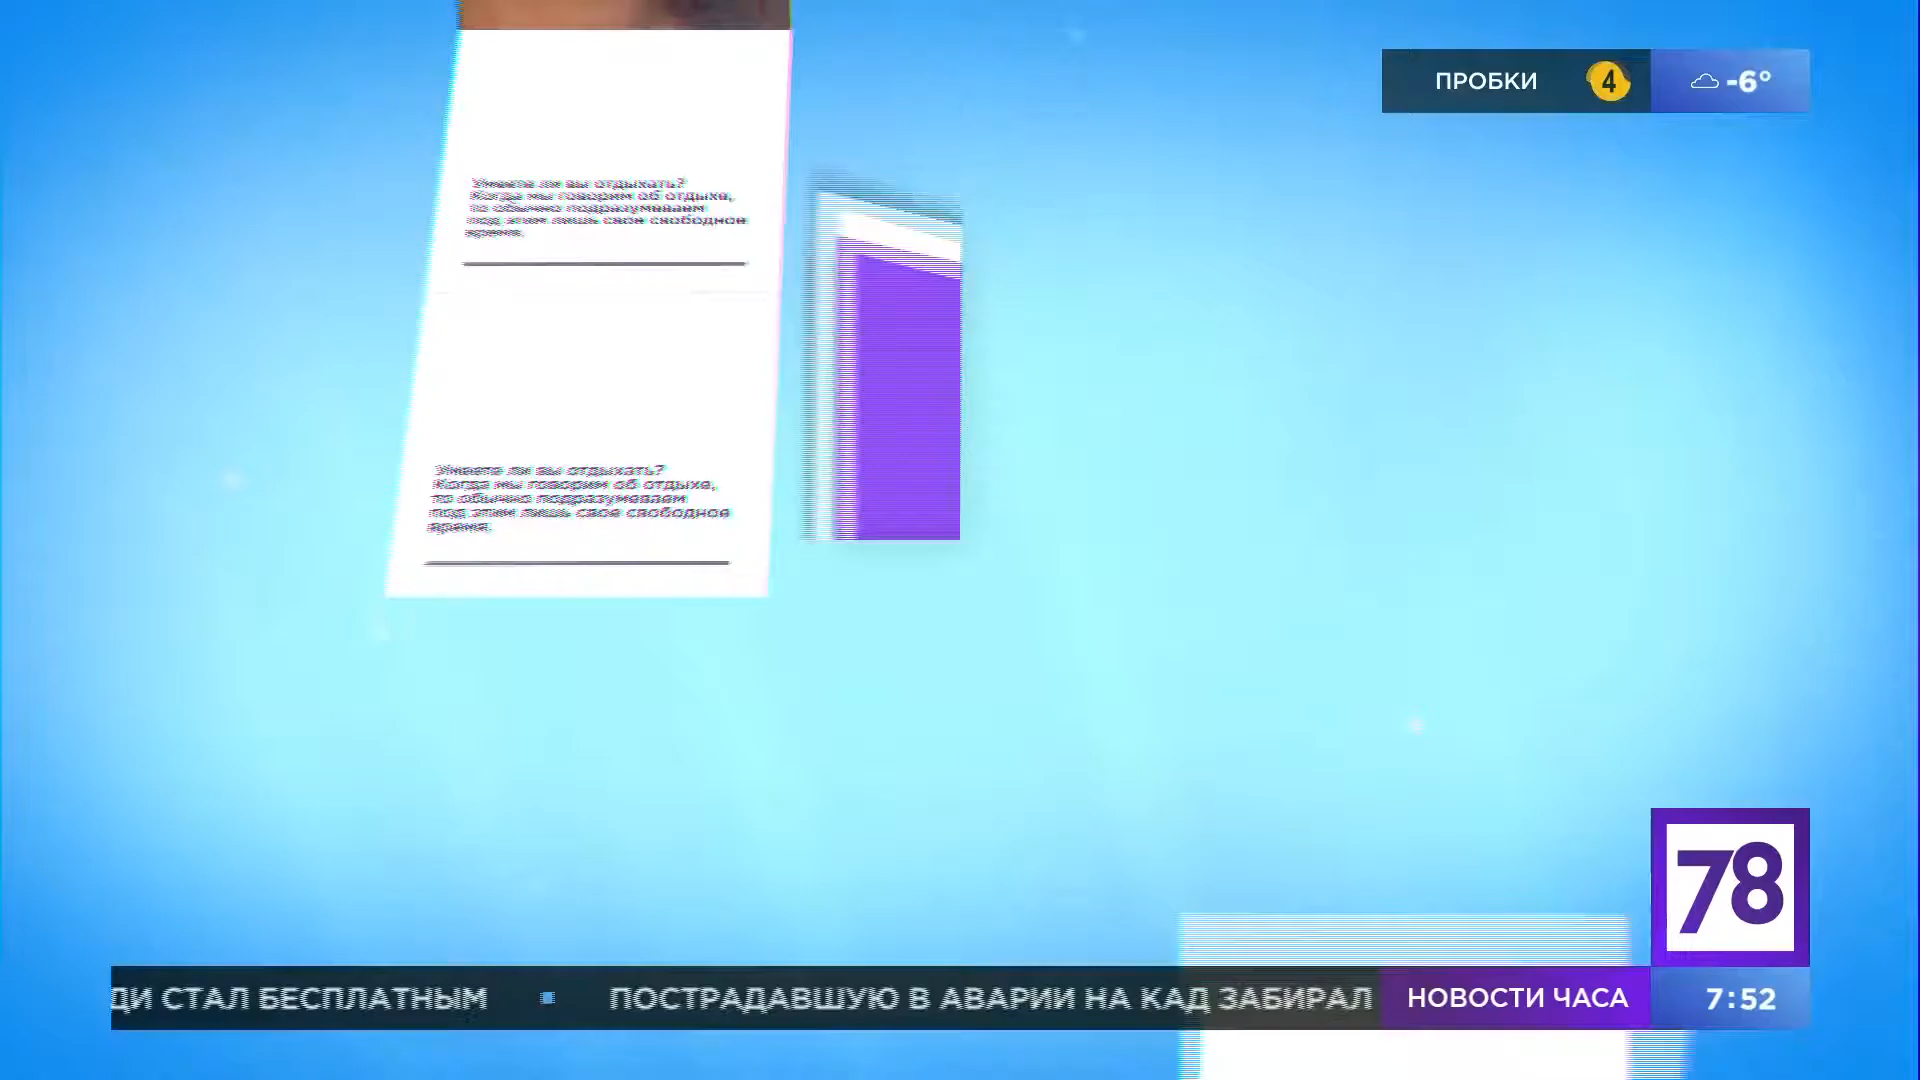 ПРОБКИ 4 -6°
Умеете ли вы отдыхать?
Когда мы говорим об отдыхе,
то обычно подразумеваем
под этим лишь свое свободное
время.
Умеете ли вы отдыхать?
Когда мы говорим об отдыхе,
то обычно подразумеваем
под этим лишь свое свободное
время.
78
ДИ СТАЛ БЕСПЛАТНЫМ ПОСТРАДАВШУЮ В АВАРИИ НА КАД ЗАБИРАЛ НОВОСТИ ЧАСА 7:52